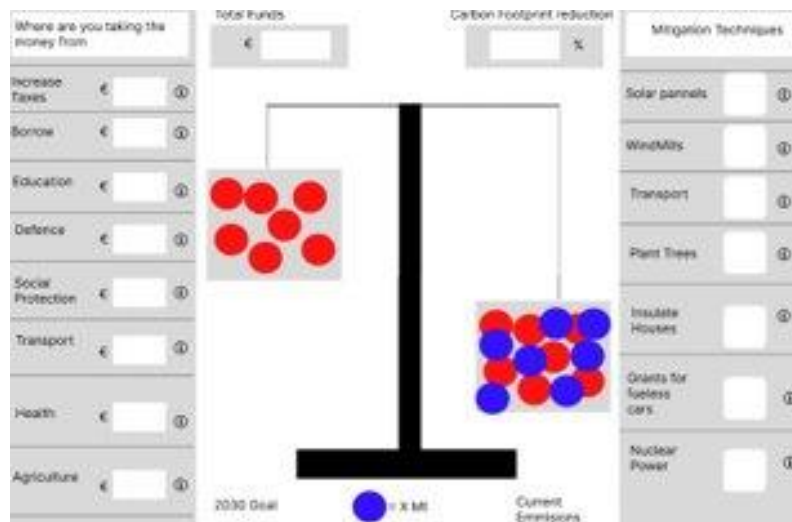 Where are you taking the
money from
Increase
Taxes
€
Borrow
€
Education
€
Defence
€
Social
Protection
€
Transport
€
Health
€
Agriculture
€
Total Funds
€
Carbon Footprint reduction
%
2030 Goal
= X Mt
Current
Emmisions
Mitigation Techniques
Solar pannels
WindMills
Transport
Plant Trees
Insulate
Houses
Grants for
fueless
cars
Nuclear
Power